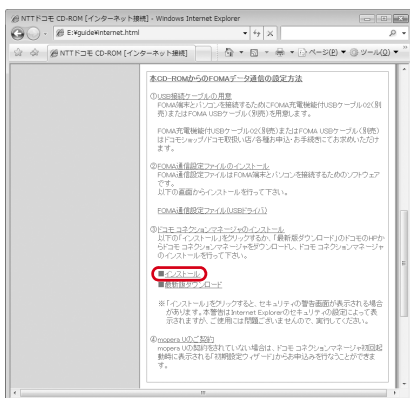 NTTドコモ CD-ROM [インターネット接続] - Windows Internet Explorer
E:¥guide¥internet.html
NTTドコモ CD-ROM [インターネット接続]
ページ(P) ツール(O)
本CD-ROMからのFOMAデータ通信の設定方法
①USB接続ケーブルの用意
FOMA端末とパソコンを接続するためにFOMA充電機能付USBケーブル02(別
売)またはFOMA USBケーブル(別売)を用意します。
FOMA充電機能付USBケーブル02(別売)またはFOMA USBケーブル(別売)
はドコモショップ/ドコモ取扱い店/各種お申込・お手続きにてお求めいただけ
ます。
②FOMA通信設定ファイルのインストール
FOMA通信設定ファイルはFOMA端末とパソコンを接続するためのソフトウェア
です。
以下の画面からインストールを行って下さい。
FOMA通信設定ファイル(USBドライバ)
③ドコモ コネクションマネージャのインストール
以下の「インストール」をクリックするか、「最新版ダウンロード」のドコモのHPか
らドコモ コネクションマネージャをダウンロードし、ドコモ コネクションマネージャ
のインストールを行って下さい。
■インストール
■最新版ダウンロード
※「インストール」をクリックすると、セキュリティの警告画面が表示される場合
があります。本警告はInternet Explorerのセキュリティの設定によって表
示されますが、ご使用には問題ございませんので、実行してください。
④mopera Uのご契約
mopera Uの契約をされていない場合は、ドコモ コネクションマネージャ初回起
動時に表示される「初期設定ウィザード」からお申込みを行なうことができま
す。